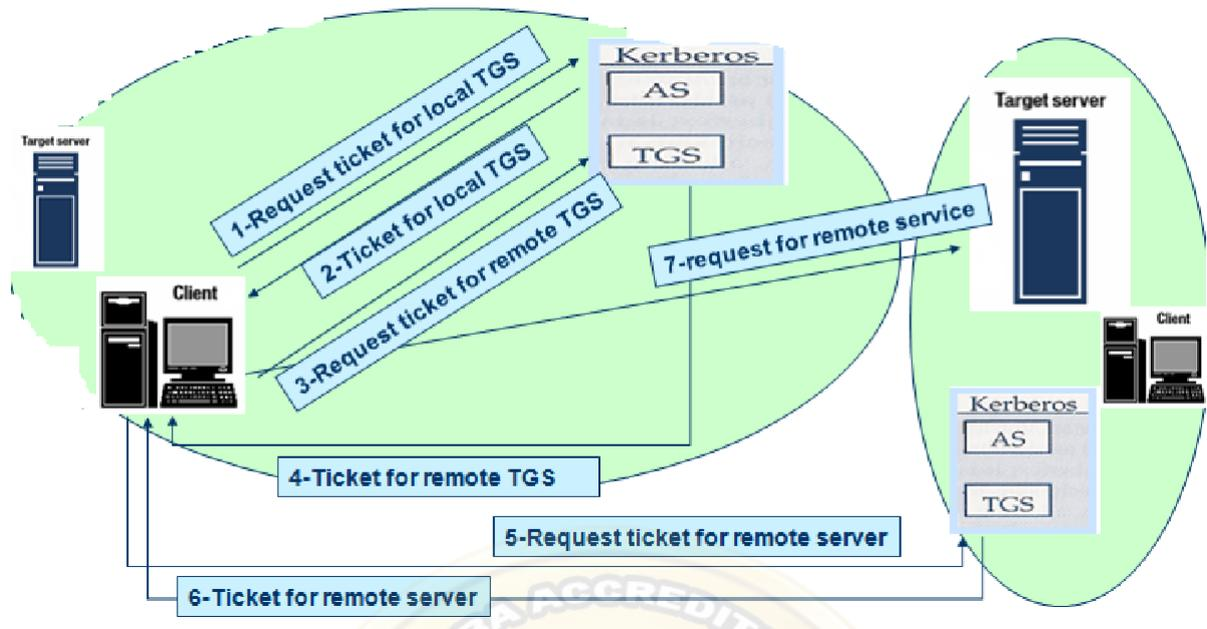 Kerberos
AS
TGS
Target server
Client
1-Request ticket for local TGS
2-Ticket for local TGS
3-Request ticket for remote TGS
7-request for remote service
Target server
Client
Kerberos
AS
TGS
4-Ticket for remote TGS
5-Request ticket for remote server
6-Ticket for remote server